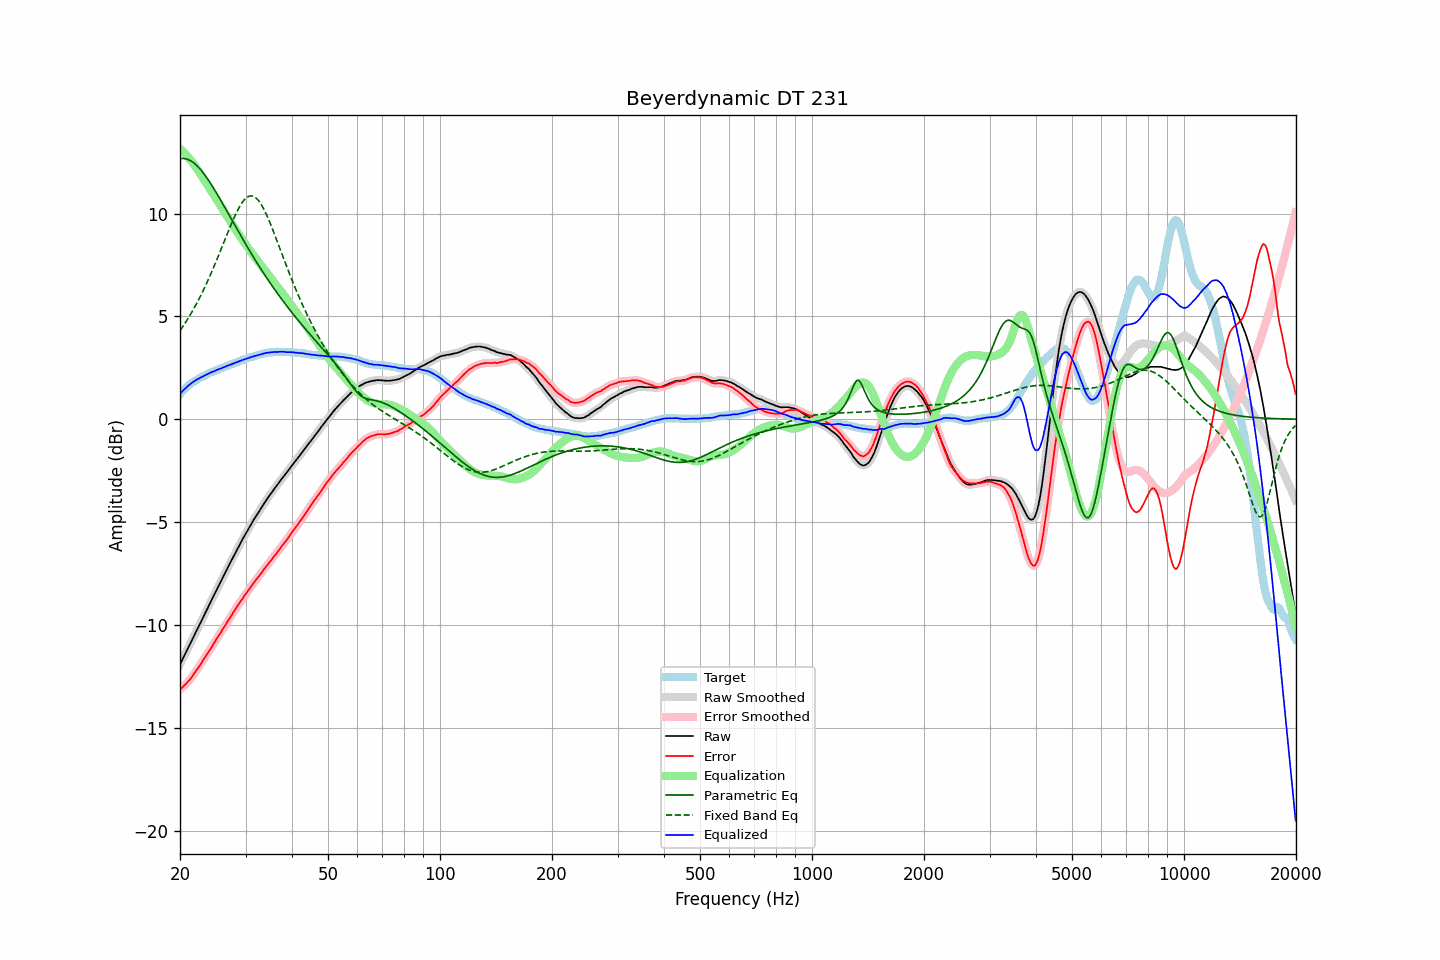 Beyerdynamic DT 231
Amplitude (dBr)
10
5
0
−5
−10
−15
−20
Target
Raw Smoothed
Error Smoothed
Raw
Error
Equalization
Parametric Eq
Fixed Band Eq
Equalized
20
50
100
200
500
1000
2000
5000
10000
20000
Frequency (Hz)